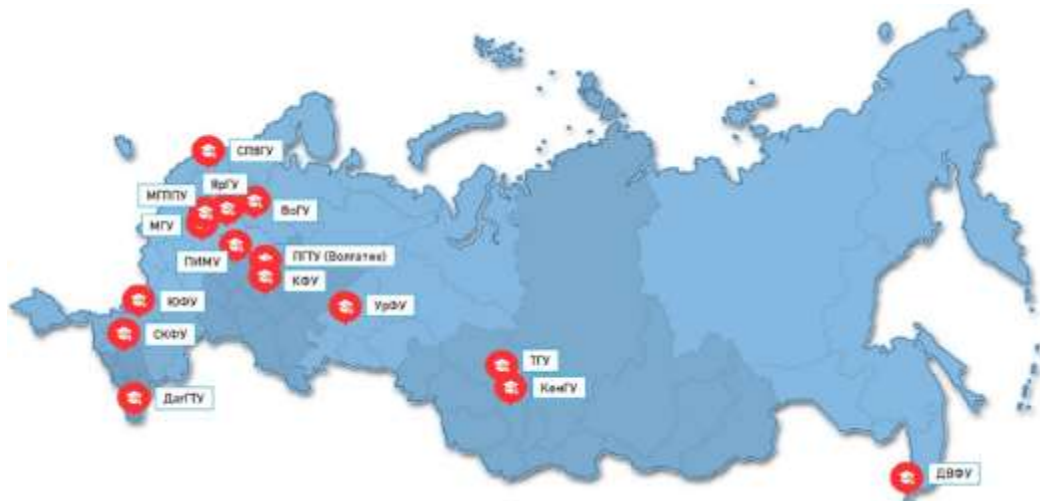 СПбГУ
ЯрГУ
МГППУ
ВоГУ
МГУ
ПИМУ
ПГТУ (Волгатех)
КФУ
ЮФУ
УрФУ
СКФУ
ТГУ
КемГУ
ДагГТУ
ДВФУ